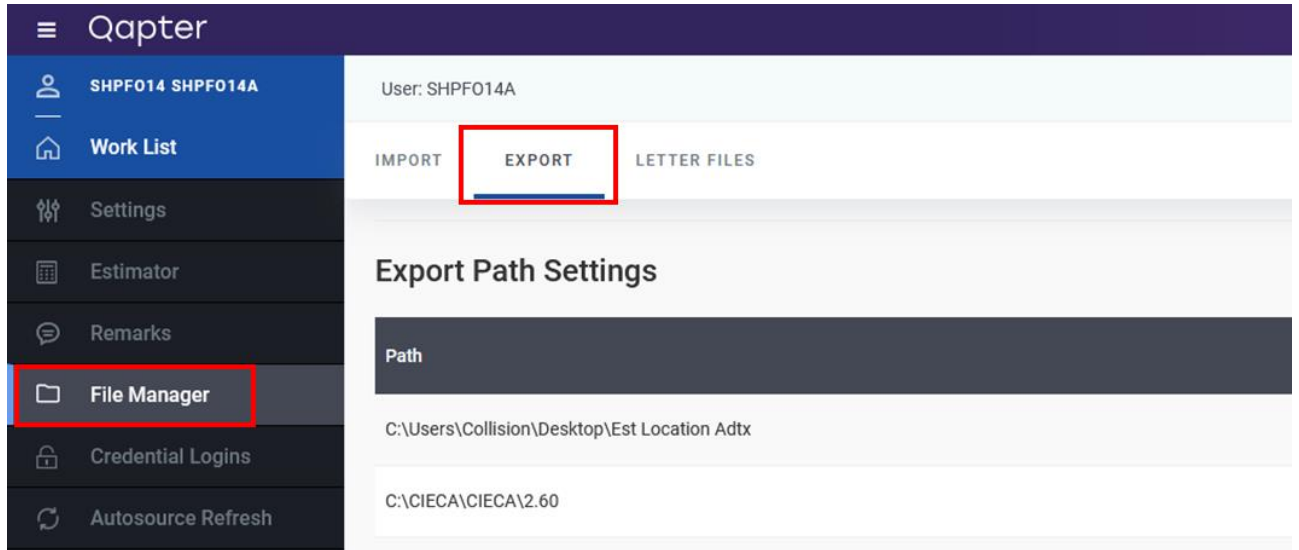 Qapter
SHPFO14 SHPFO14A
Work List
Settings
Estimator
Remarks
File Manager
Credential Logins
Autosource Refresh
User: SHPFO14A
IMPORT EXPORT LETTER FILES
Export Path Settings
Path
C:\Users\Collision\Desktop\Est Location Adtx
C:\CIECA\CIECA\2.60